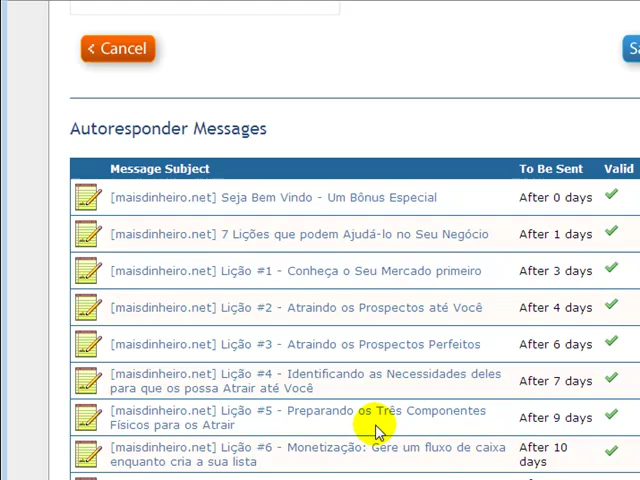 < Cancel
Autoresponder Messages
Message Subject To Be Sent Valid
[maisdinheiro.net] Seja Bem Vindo - Um Bônus Especial After 0 days
[maisdinheiro.net] 7 Lições que podem Ajudá-lo no Seu Negócio After 1 days
[maisdinheiro.net] Lição #1 - Conheça o Seu Mercado primeiro After 3 days
[maisdinheiro.net] Lição #2 - Atraindo os Prospectos até Você After 4 days
[maisdinheiro.net] Lição #3 - Atraindo os Prospectos Perfeitos After 6 days
[maisdinheiro.net] Lição #4 - Identificando as Necessidades deles
para que os possa Atrair até Você After 7 days
[maisdinheiro.net] Lição #5 - Preparando os Três Componentes
Físicos para os Atrair After 9 days
[maisdinheiro.net] Lição #6 - Monetização: Gere um fluxo de caixa After 10
enquanto cria a sua lista days